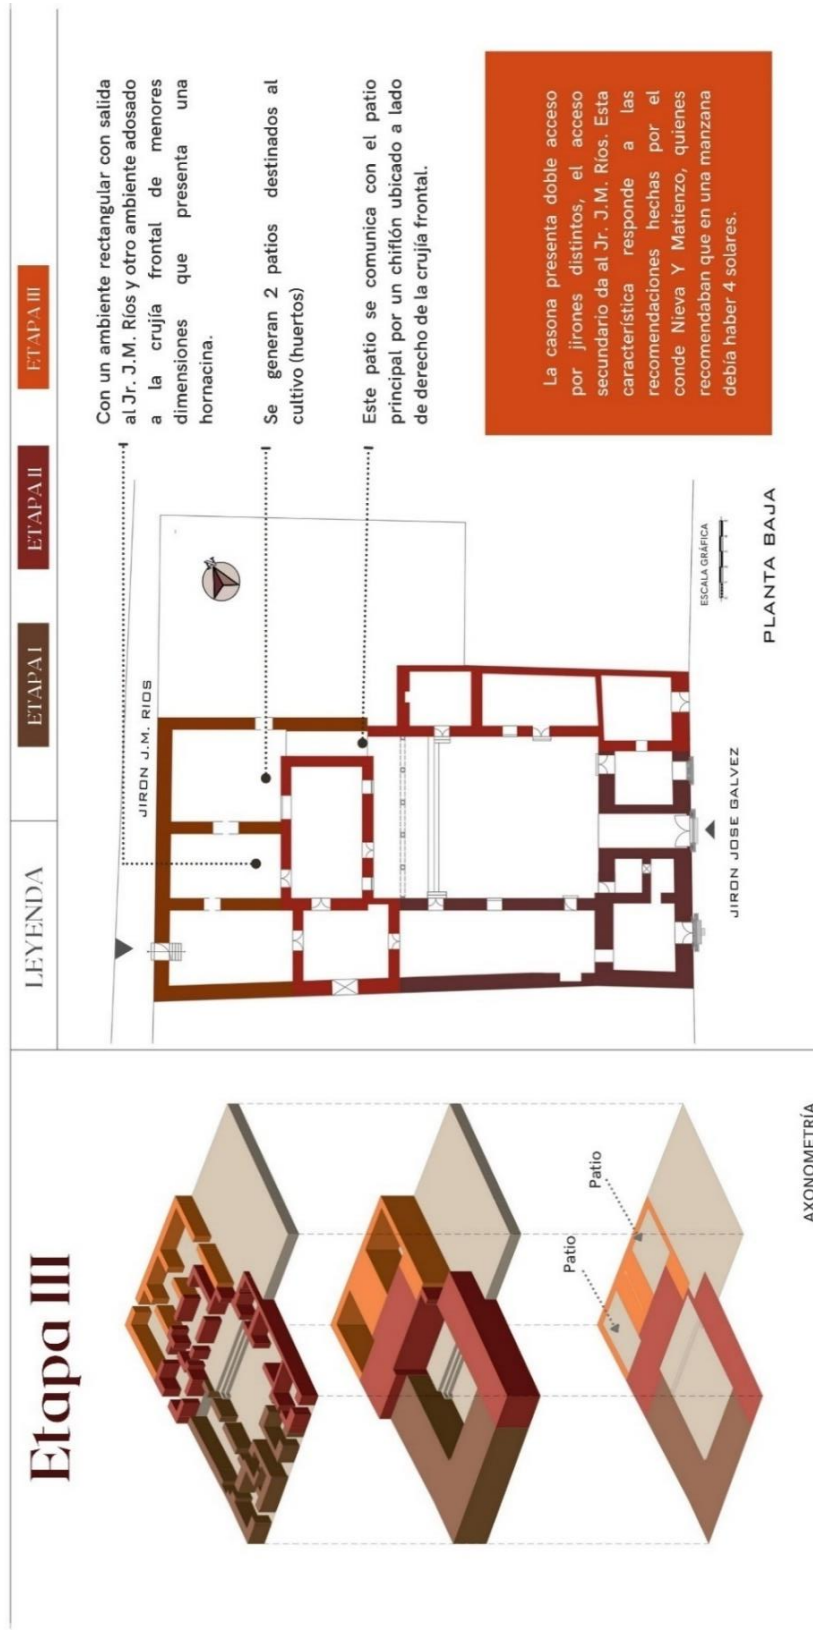 Etapa III
LEYENDA
ETAPA I
ETAPA II
ETAPA III
Patio
Patio
AXONOMETRÍA
JIRON J.M. RIOS
N
JIRON JOSE GALVEZ
ESCALA GRÁFICA
PLANTA BAJA
Con un ambiente rectangular con salida
al Jr. J.M. Ríos y otro ambiente adosado
a la crujía frontal de menores
dimensiones que presenta una
hornacina.
Se generan 2 patios destinados al
cultivo (huertos)
Este patio se comunica con el patio
principal por un chiflón ubicado a lado
de derecho de la crujía frontal.
La casona presenta doble acceso
por jirones distintos, el acceso
secundario da al Jr. J.M. Ríos. Esta
característica responde a las
recomendaciones hechas por el
conde Nieva Y Matienzo, quienes
recomendaban que en una manzana
debía haber 4 solares.